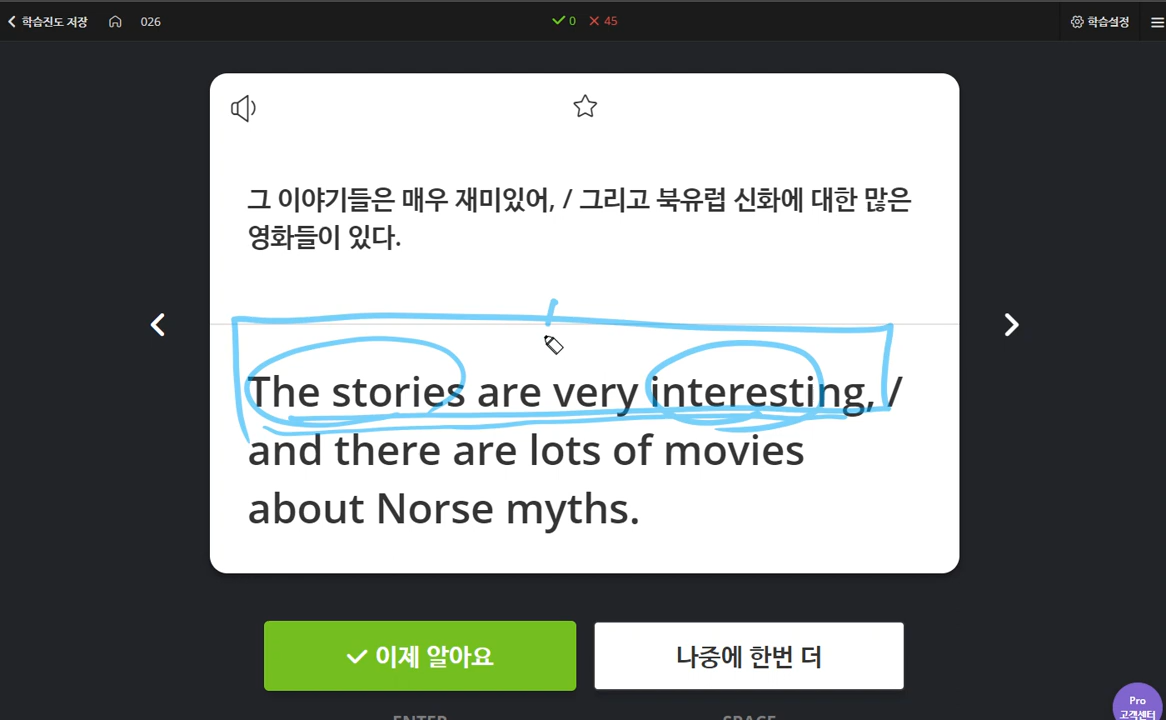 학습진도 저장 026 0 45 학습설정
그 이야기들은 매우 재미있어, / 그리고 북유럽 신화에 대한 많은
영화들이 있다.
The stories are very interesting, /
and there are lots of movies
about Norse myths.
이제 알아요 나중에 한번 더
ENTER SPACE
Pro
고객센터